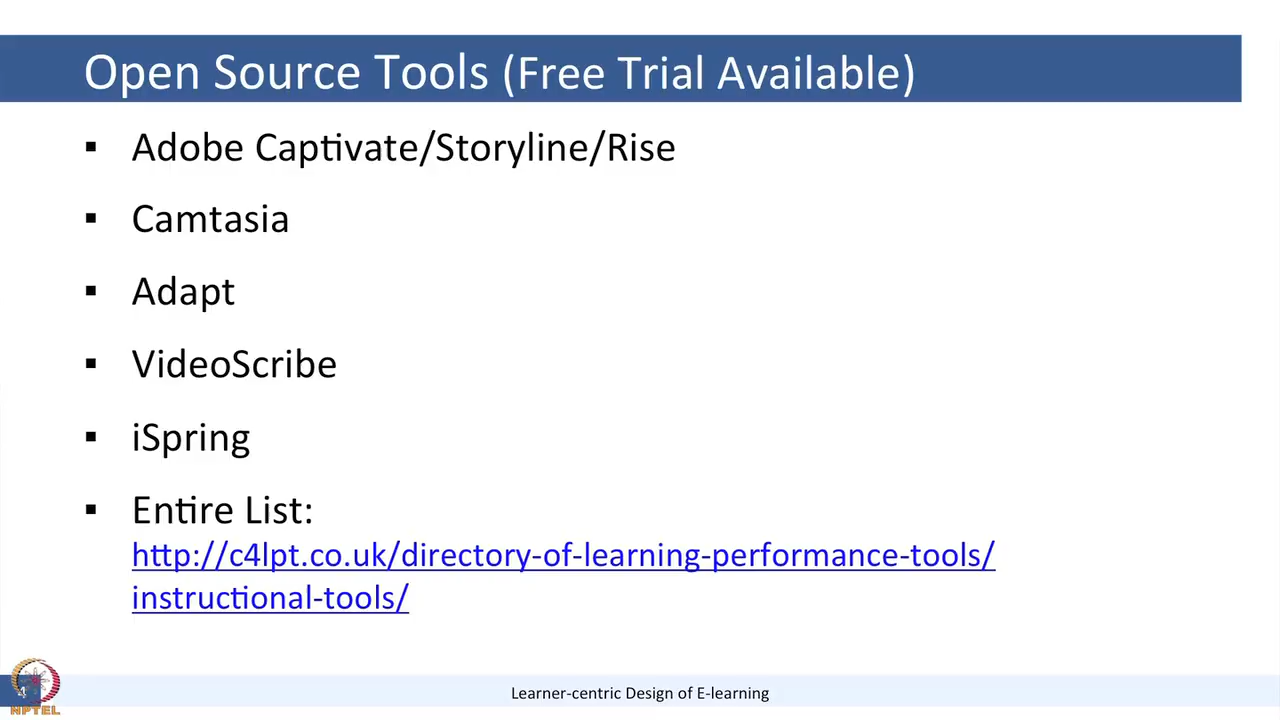 Open Source Tools (Free Trial Available)
▪ Adobe Captivate/Storyline/Rise
▪ Camtasia
▪ Adapt
▪ VideoScribe
▪ iSpring
▪ Entire List:
http://c4lpt.co.uk/directory-of-learning-performance-tools/
instructional-tools/
4
NPTEL
Learner-centric Design of E-learning